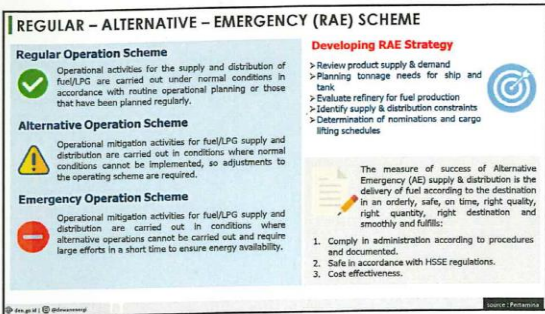 REGULAR – ALTERNATIVE – EMERGENCY (RAE) SCHEME
Regular Operation Scheme
Operational activities for the supply and distribution of
fuel/LPG are carried out under normal conditions in
accordance with routine operational planning or those
that have been planned regularly.
Alternative Operation Scheme
Operational mitigation activities for fuel/LPG supply and
distribution are carried out in conditions where normal
conditions cannot be implemented, so adjustments to
the operating scheme are required.
Emergency Operation Scheme
Operational mitigation activities for fuel/LPG supply and
distribution are carried out in conditions where
alternative operations cannot be carried out and require
large efforts in a short time to ensure energy availability.
Developing RAE Strategy
➢Review product supply & demand
➢Planning tonnage needs for ship and
tank
➢Evaluate refinery for fuel production
➢Identify supply & distribution constraints
➢Determination of nominations and cargo
lifting schedules
The measure of success of Alternative
Emergency (AE) supply & distribution is the
delivery of fuel according to the destination
in an orderly, safe, on time, right quality,
right quantity, right destination and
smoothly and fulfills:
1. Comply in administration according to procedures
and documented.
2. Safe in accordance with HSSE regulations.
3. Cost effectiveness.
den.go.id | @dewanenergi
source : Pertamina